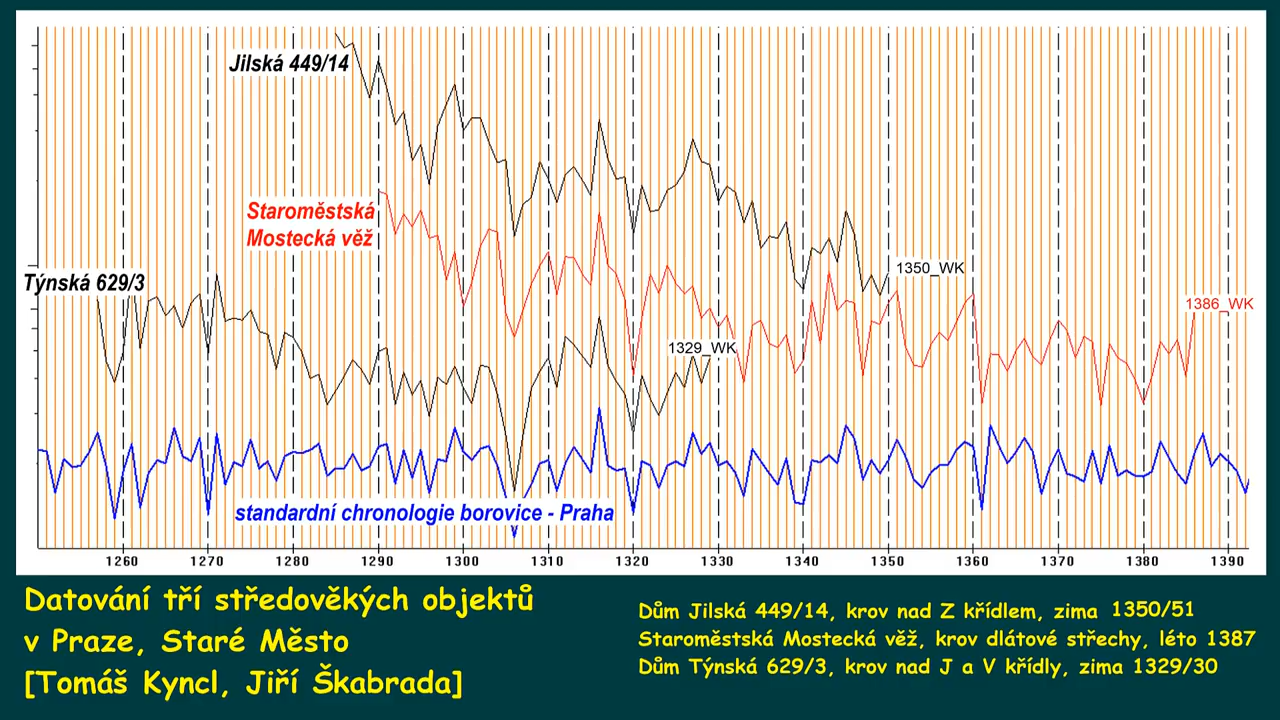 Jilská 449/14
Staroměstská
Mostecká věž
Týnská 629/3
1350_WK
1386_WK
1329_WK
standardní chronologie borovice - Praha
1260 1270 1280 1290 1300 1310 1320 1330 1340 1350 1360 1370 1380 1390
Datování tří středověkých objektů
v Praze, Staré Město
[Tomáš Kyncl, Jiří Škabrada]
Dům Jilská 449/14, krov nad Z křídlem, zima 1350/51
Staroměstská Mostecká věž, krov dlátové střechy, léto 1387
Dům Týnská 629/3, krov nad J a V křídly, zima 1329/30